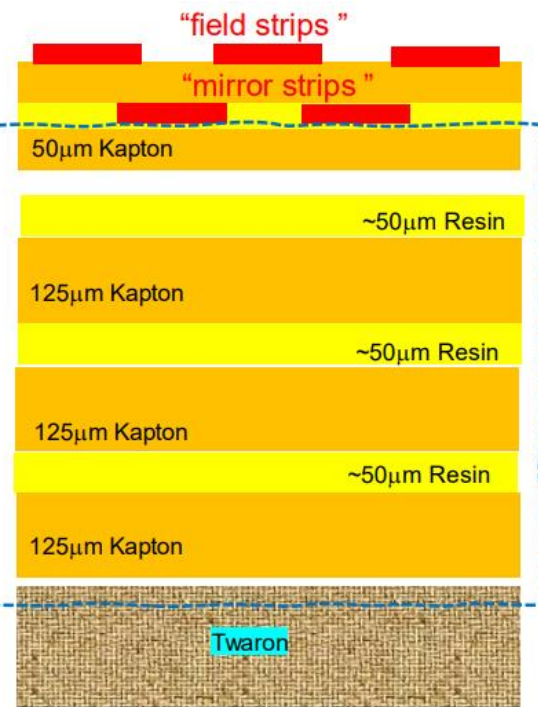 “field strips ”
“mirror strips ”
50μm Kapton
~50μm Resin
125μm Kapton
~50μm Resin
125μm Kapton
~50μm Resin
125μm Kapton
Twaron